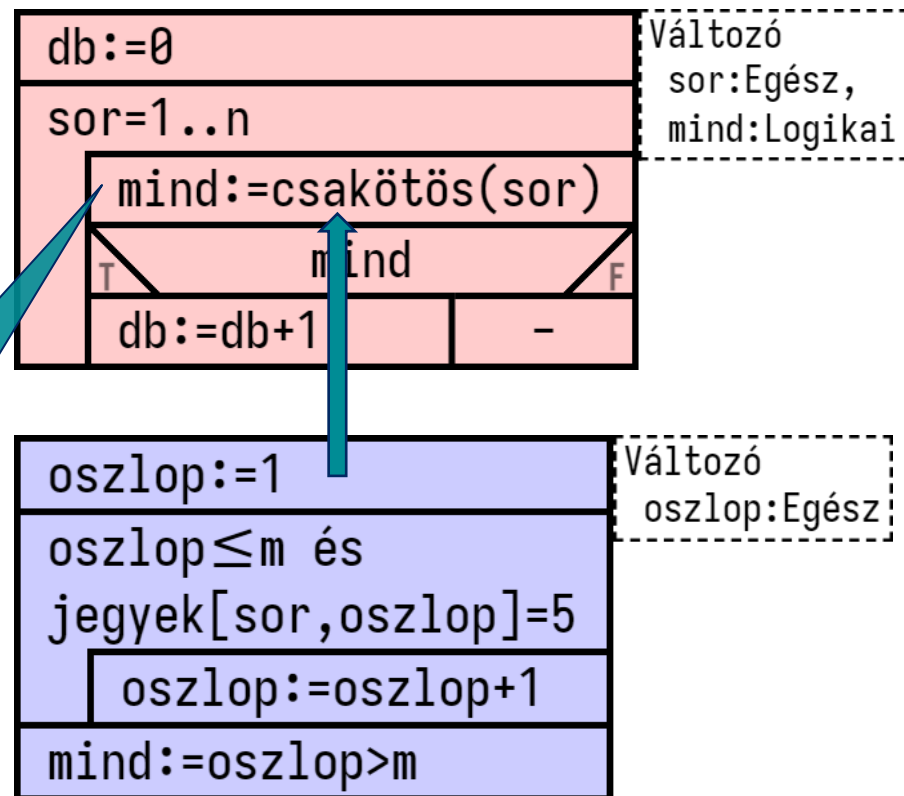 db:=0
Változó
sor:Egész,
mind:Logikai
sor=1..n
mind:=csakötös(sor)
T
mind
F
db:=db+1
-
oszlop:=1
Változó
oszlop:Egész
oszlop≤m és
jegyek[sor,oszlop]=5
oszlop:=oszlop+1
mind:=oszlop>m